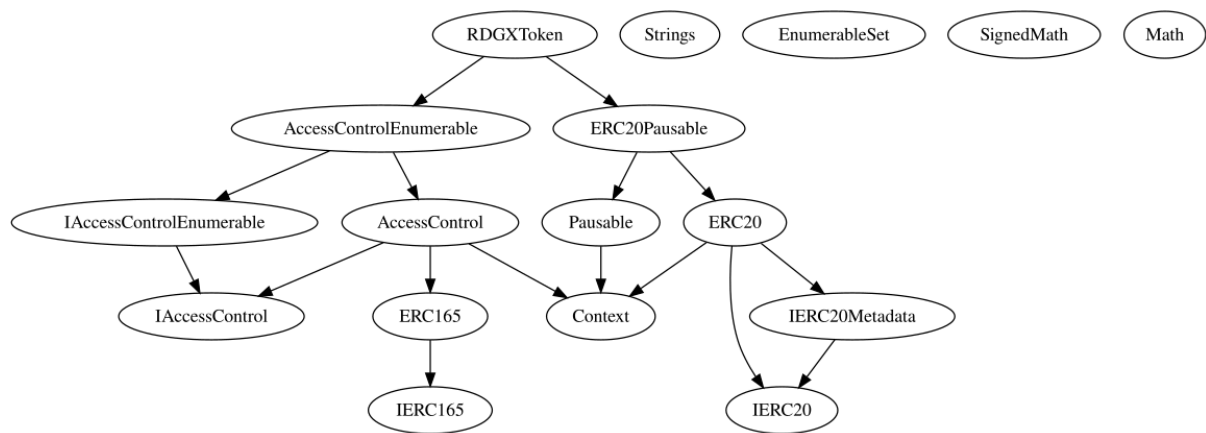 RDGXToken
Strings
EnumerableSet
SignedMath
Math
AccessControlEnumerable
ERC20Pausable
IAccessControlEnumerable
AccessControl
Pausable
ERC20
IAccessControl
ERC165
Context
IERC20Metadata
IERC165
IERC20